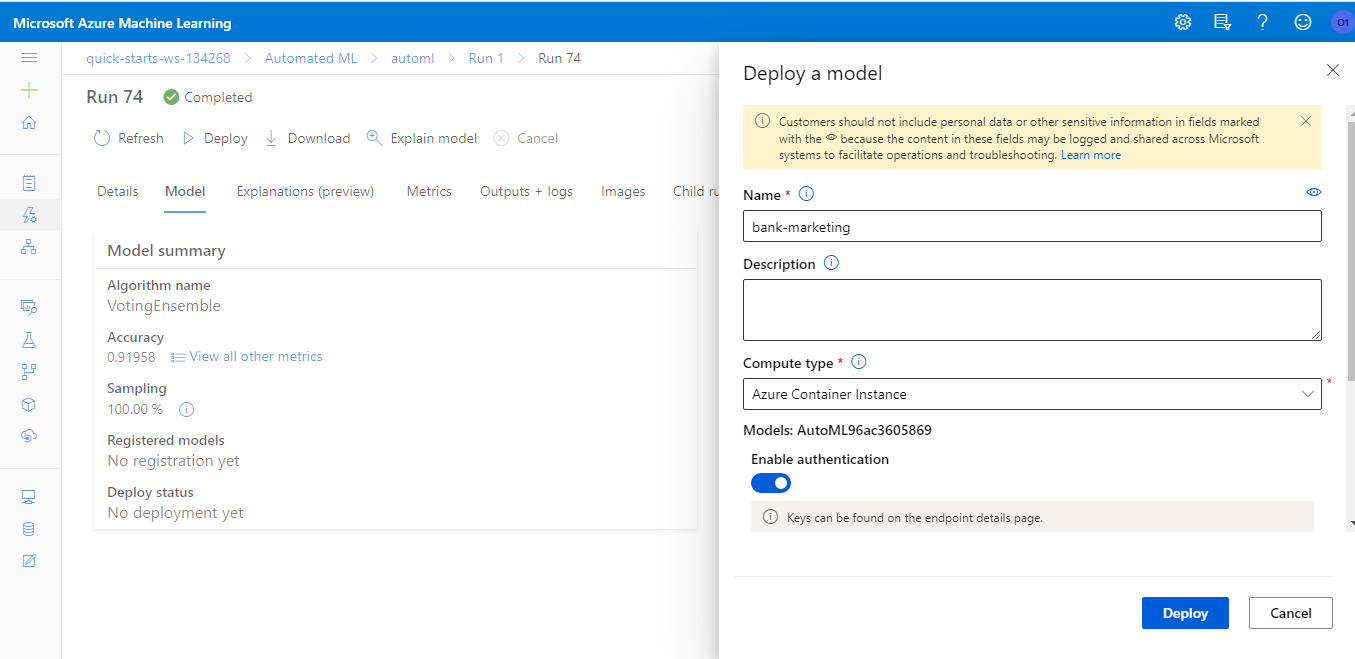 Microsoft Azure Machine Learning
O1
quick-starts-ws-134268 > Automated ML > automl > Run 1 > Run 74
Run 74 Completed
Refresh Deploy Download Explain model Cancel
Details Model Explanations (preview) Metrics Outputs + logs Images Child ru
Model summary
Algorithm name
VotingEnsemble
Accuracy
0.91958 View all other metrics
Sampling
100.00 %
Registered models
No registration yet
Deploy status
No deployment yet
Deploy a model
Customers should not include personal data or other sensitive information in fields marked
with the because the content in these fields may be logged and shared across Microsoft
systems to facilitate operations and troubleshooting. Learn more
Name *
bank-marketing
Description
Compute type *
Azure Container Instance
*
Models: AutoML96ac3605869
Enable authentication
Keys can be found on the endpoint details page.
Deploy Cancel